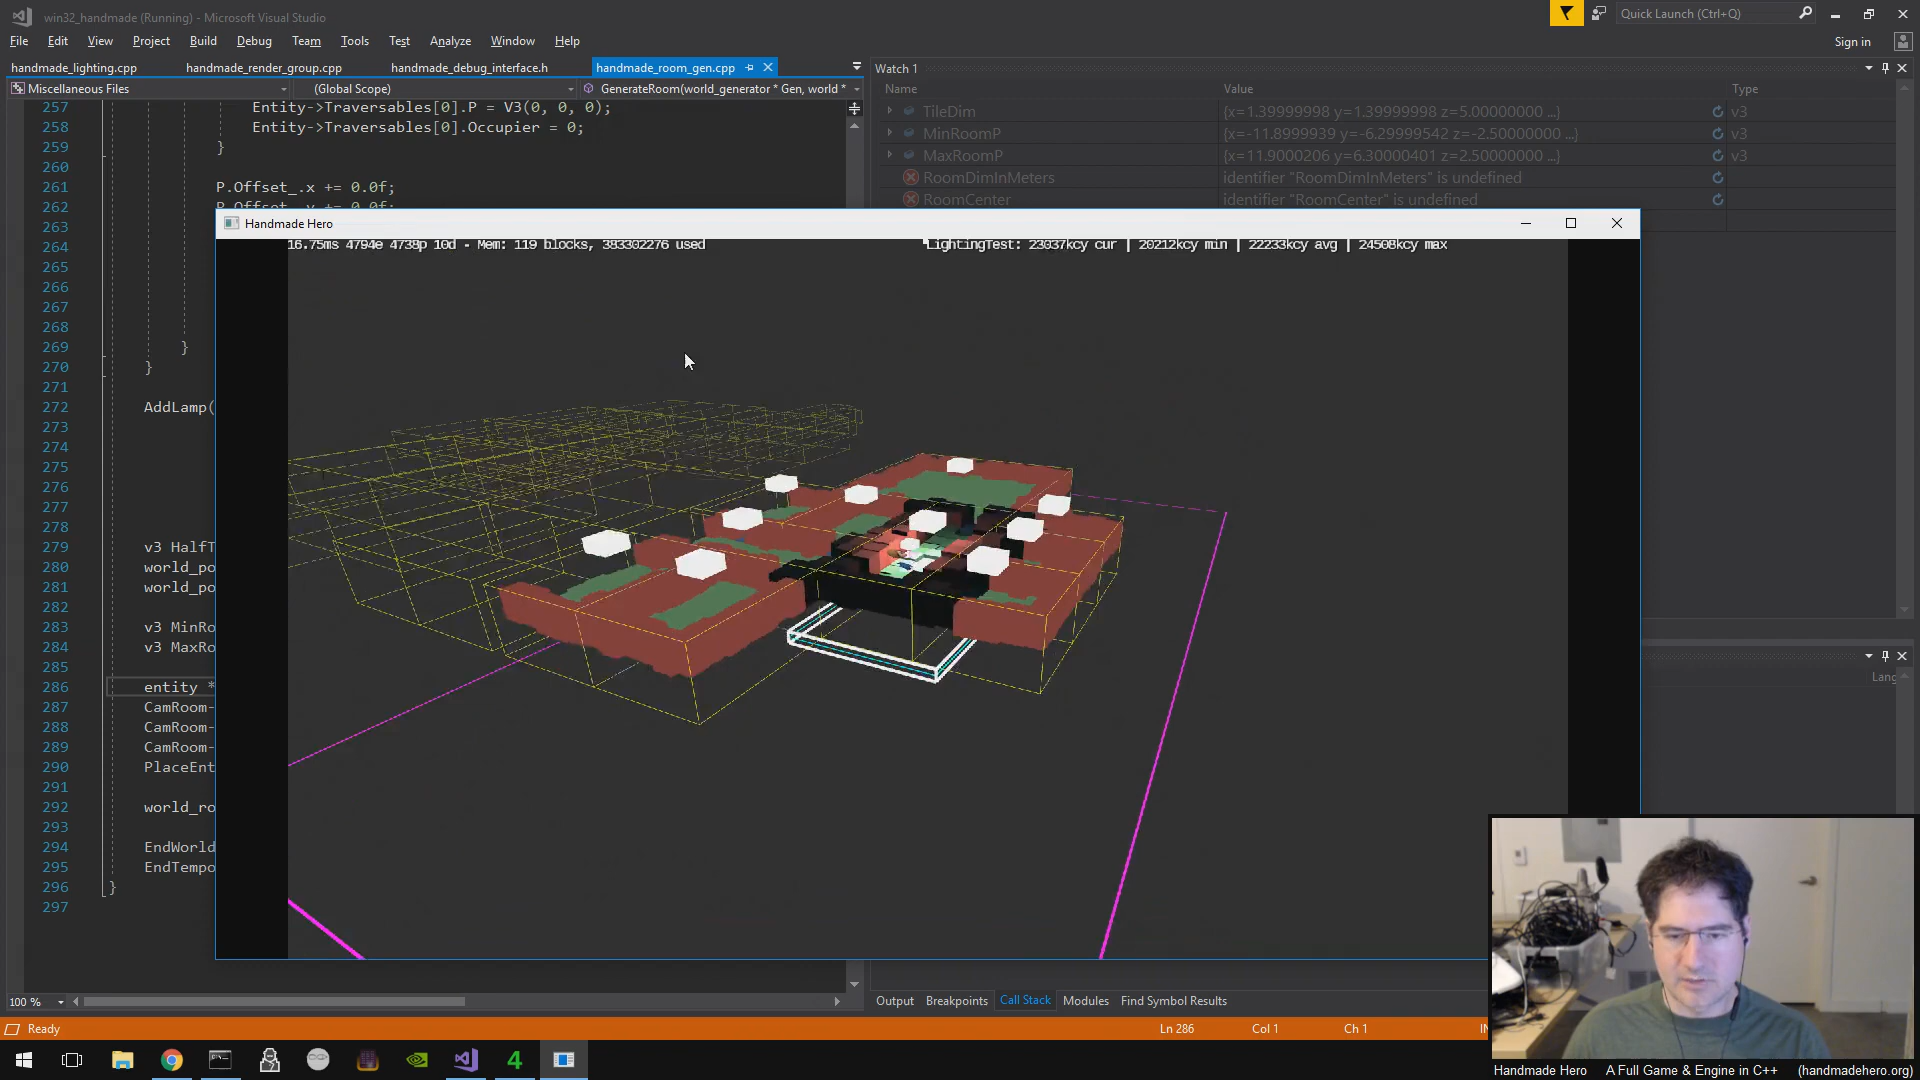 win32_handmade (Running) - Microsoft Visual Studio
Quick Launch (Ctrl+Q)
File Edit View Project Build Debug Team Tools Test Analyze Window Help
Sign in
handmade_lighting.cpp handmade_render_group.cpp handmade_debug_interface.h handmade_room_gen.cpp
Watch 1
Miscellaneous Files (Global Scope) GenerateRoom(world_generator * Gen, world *
Name Value Type
257 Entity->Traversables[0].P = V3(0, 0, 0);
TileDim {x=1.39999998 y=1.39999998 z=5.00000000 ...} v3
258 Entity->Traversables[0].Occupier = 0;
MinRoomP {x=-11.8999939 y=-6.29999542 z=-2.50000000 ...} v3
259 }
MaxRoomP {x=11.9000206 y=6.30000401 z=2.50000000 ...} v3
260
RoomDimInMeters identifier "RoomDimInMeters" is undefined
261 P.Offset_.x += 0.0f;
RoomCenter identifier "RoomCenter" is undefined
262 P.Offset_.y += 0.0f;
Handmade Hero
263
16.75ms 4794e 4738p 10d - Mem: 119 blocks, 383302276 used
LightingTest: 23037kcy cur | 20212kcy min | 22233kcy avg | 24508kcy max
264
265
266
267
268
269 }
270 }
271
272 AddLamp(
273
274
275
276
277
278
279 v3 HalfT
280 world_po
281 world_po
282
283 v3 MinRo
284 v3 MaxRo
285
286 entity *
Lang
287 CamRoom-
288 CamRoom-
289 CamRoom-
290 PlaceEnt
291
292 world_ro
293
294 EndWorld
295 EndTempo
296 }
297
100 %
Output Breakpoints Call Stack Modules Find Symbol Results
Ready Ln 286 Col 1 Ch 1 IN
4
Handmade Hero A Full Game & Engine in C++ (handmadehero.org)